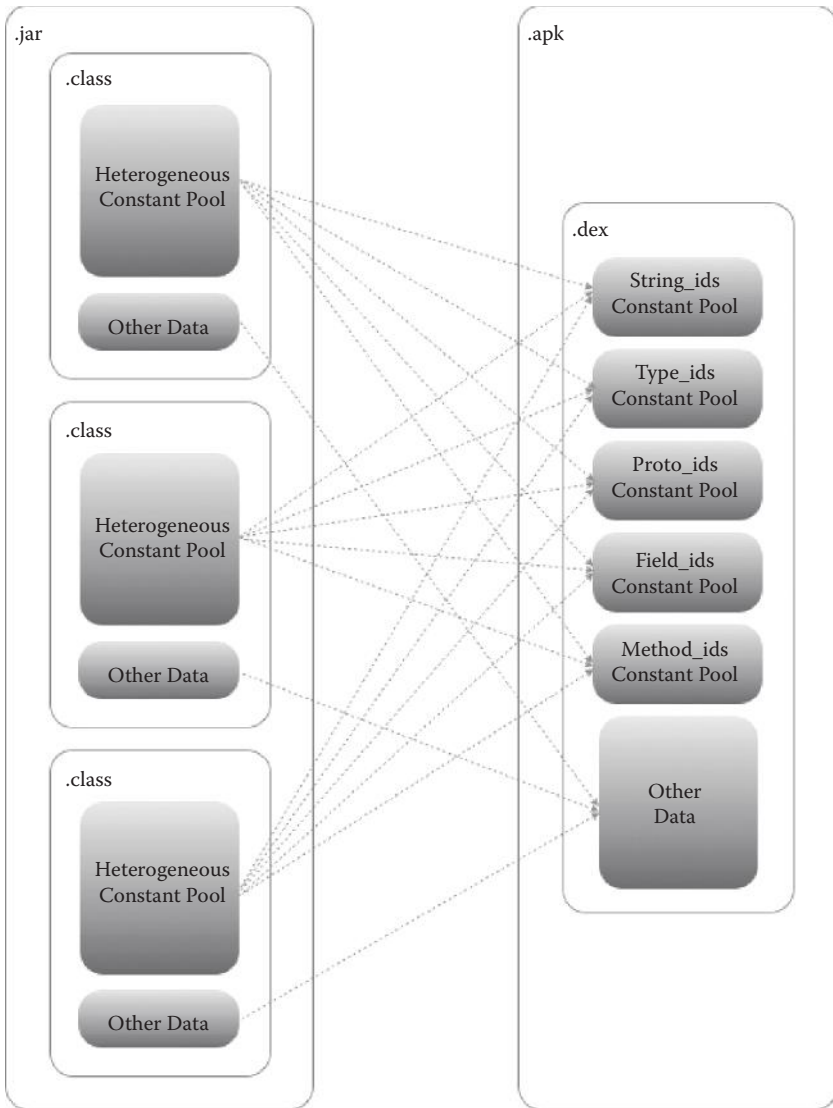 .jar
.class
Heterogeneous
Constant Pool
Other Data
.class
Heterogeneous
Constant Pool
Other Data
.class
Heterogeneous
Constant Pool
Other Data
.apk
.dex
String_ids
Constant Pool
Type_ids
Constant Pool
Proto_ids
Constant Pool
Field_ids
Constant Pool
Method_ids
Constant Pool
Other
Data